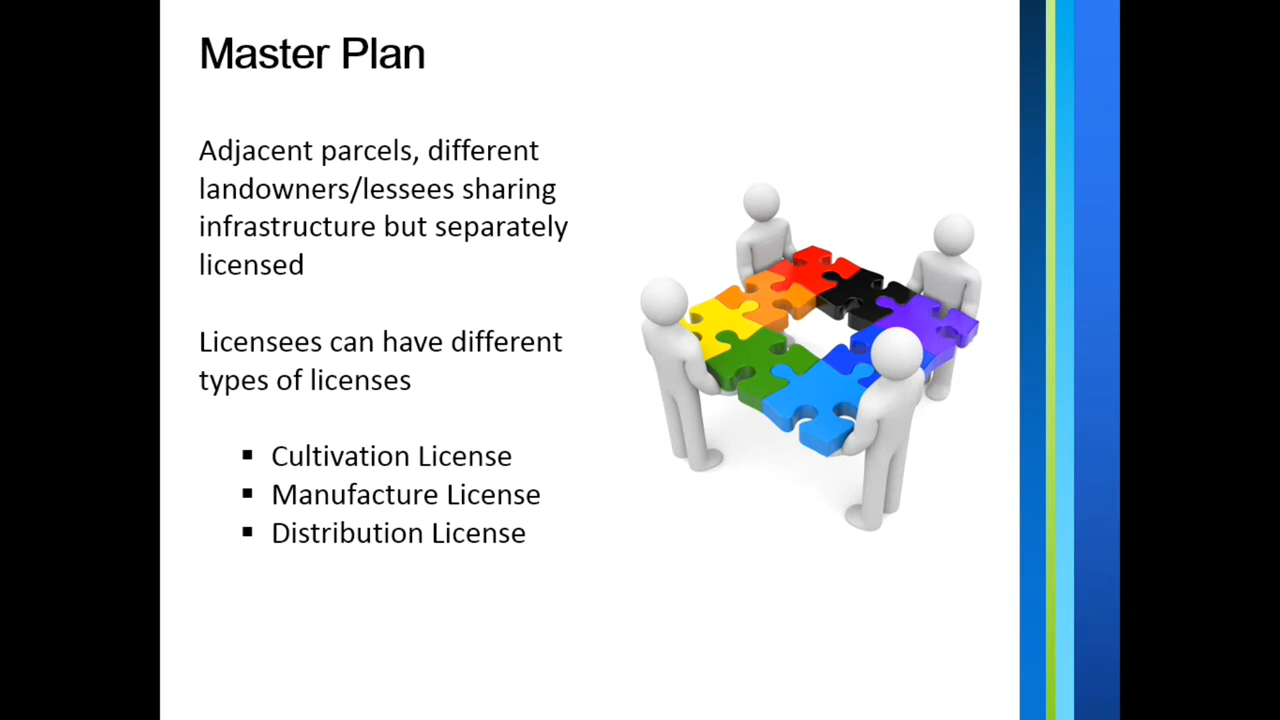 Master Plan
Adjacent parcels, different
landowners/lessees sharing
infrastructure but separately
licensed
Licensees can have different
types of licenses
▪ Cultivation License
▪ Manufacture License
▪ Distribution License